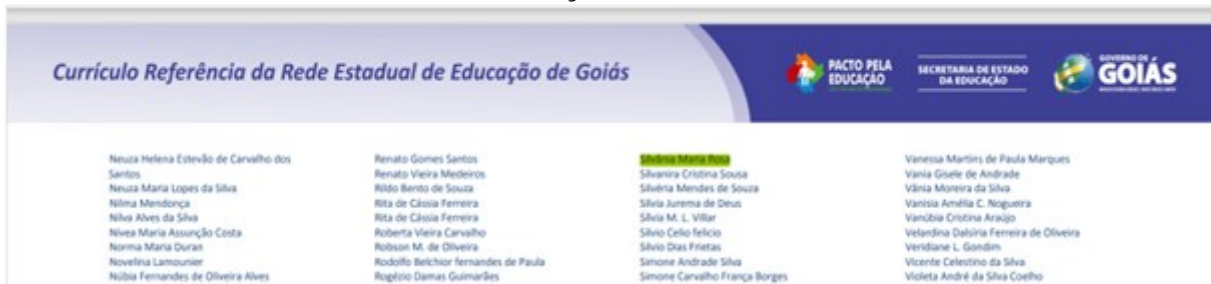 Currículo Referência da Rede Estadual de Educação de Goiás
PACTO PELA
EDUCAÇÃO
SECRETARIA DE ESTADO
DA EDUCAÇÃO
GOVERNO DE
GOIÁS
Neuza Helena Estevão de Carvalho dos
Santos
Neuza Maria Lopes da Silva
Nilma Mendonça
Nilva Alves da Silva
Nívea Maria Assunção Costa
Norma Maria Duran
Novelina Lamounier
Núbia Fernandes de Oliveira Alves
Renato Gomes Santos
Renato Vieira Medeiros
Rildo Bento de Souza
Rita de Cássia Ferreira
Rita de Cássia Ferreira
Roberta Vieira Carvalho
Robson M. de Oliveira
Rodolfo Belchior fernandes de Paula
Rogézio Damas Guimarães
Silvânia Maria Rosa
Silvanira Cristina Sousa
Silvéria Mendes de Souza
Silvia Jurema de Deus
Silvia M. L. Villar
Silvio Celio felicio
Silvio Dias Frietas
Simone Andrade Silva
Simone Carvalho França Borges
Vanessa Martins de Paula Marques
Vania Gisele de Andrade
Vânia Moreira da Silva
Vanisia Amélia C. Nogueira
Vanúbia Cristina Araújo
Velardina Dalsíria Ferreira de Oliveira
Veridiane L. Gondim
Vicente Celestino da Silva
Violeta André da Silva Coelho